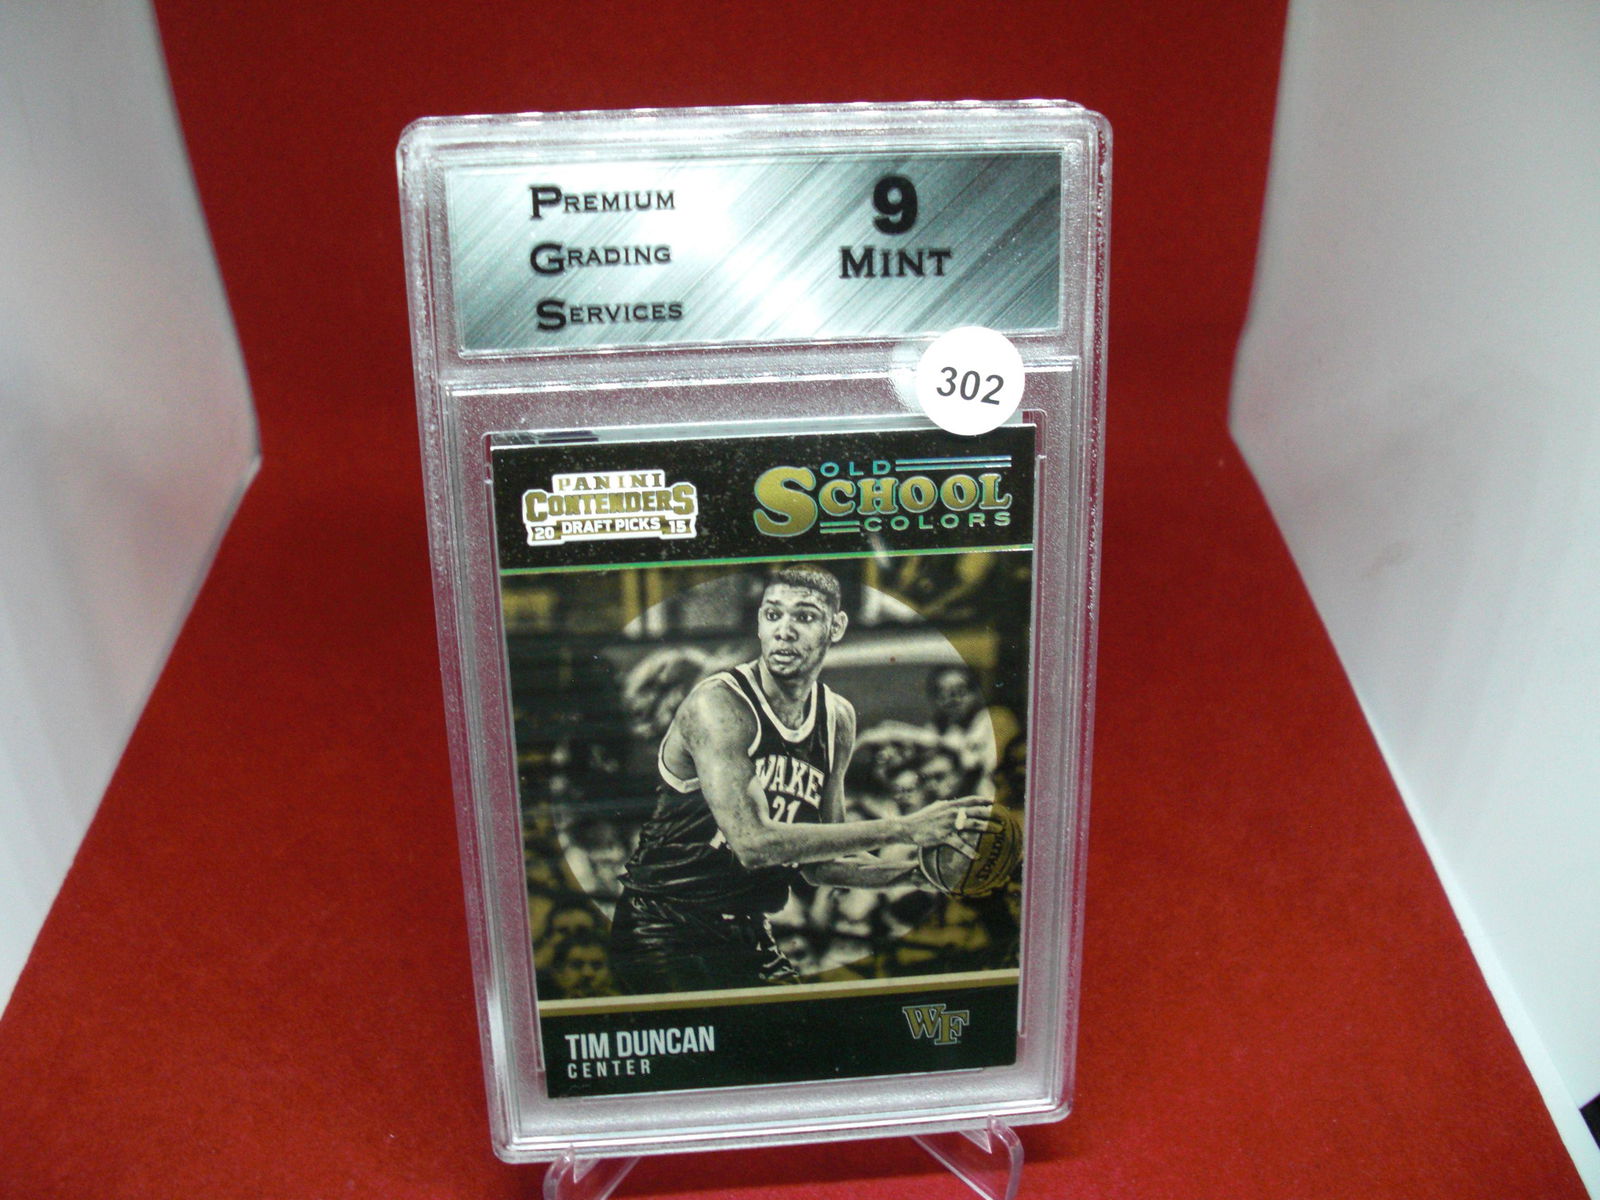 PREMIUM
GRADING
SERVICES
9
MINT
302
PANINI
CONTENDERS
20 DRAFT PICKS 15
OLD
SCHOOL
COLORS
WAKE
21
SPALDING
TIM DUNCAN
CENTER
WF